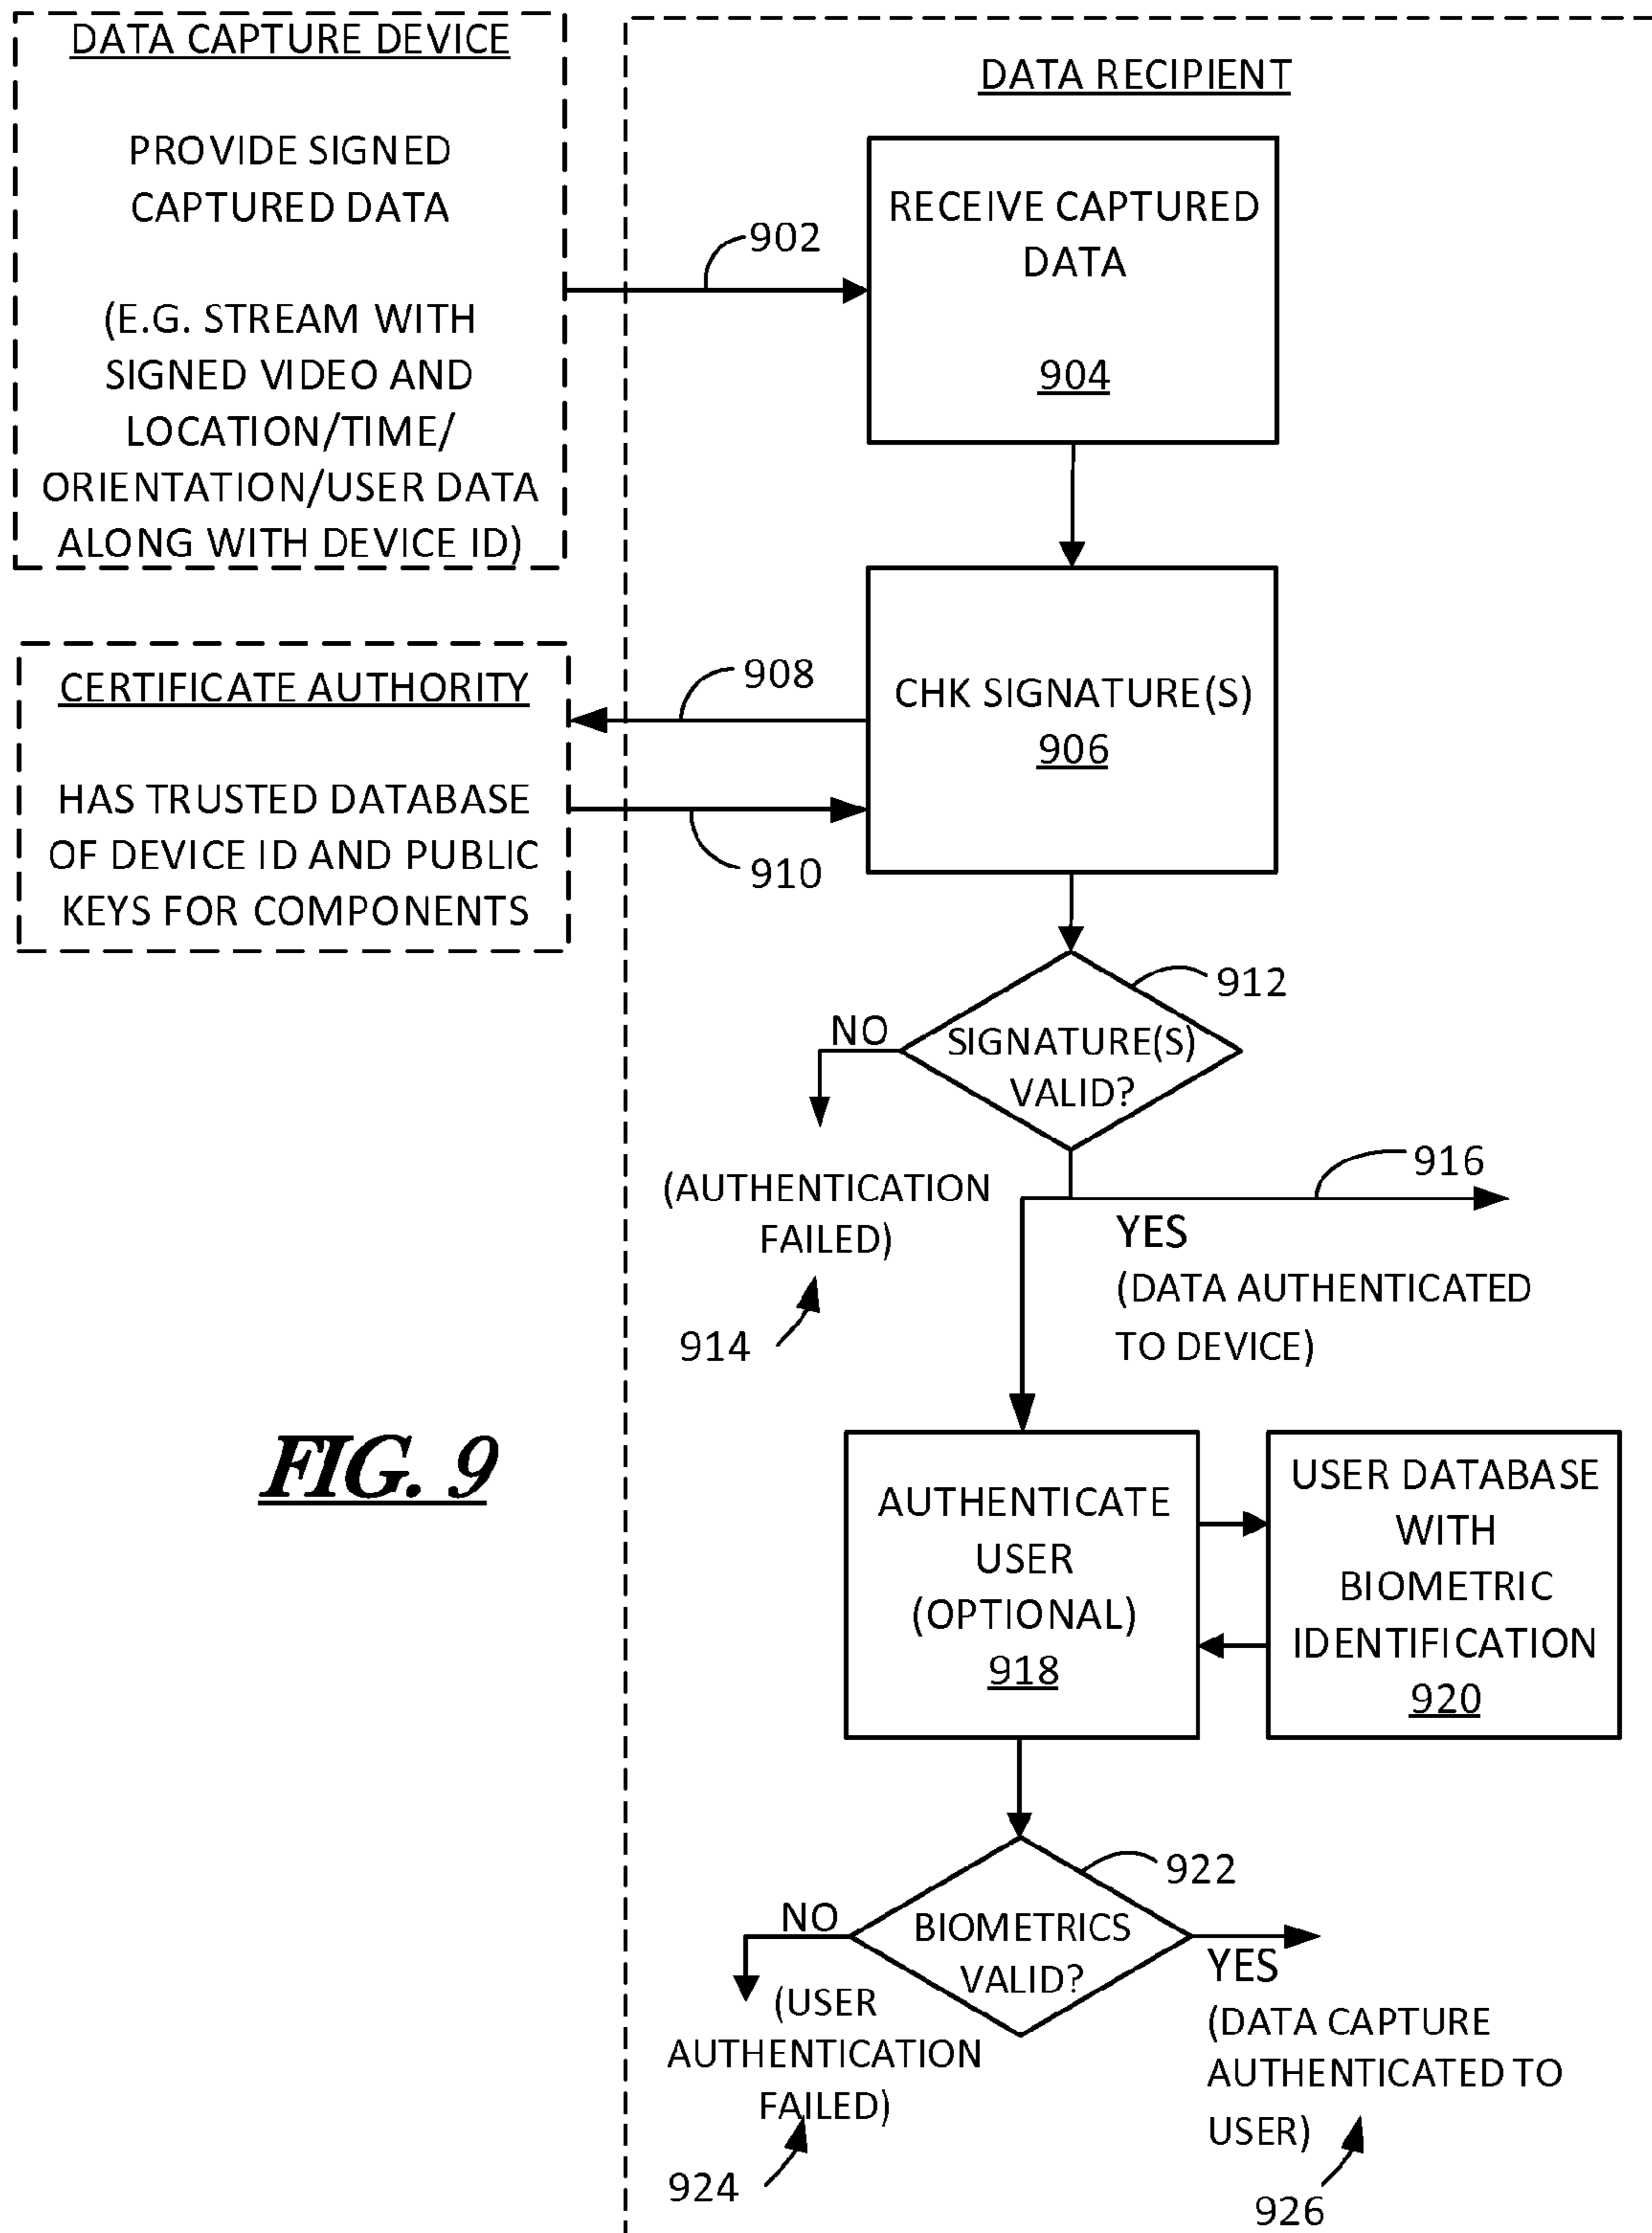 DATA CAPTURE DEVICE
PROVIDE SIGNED
CAPTURED DATA
(E.G. STREAM WITH
SIGNED VIDEO AND
LOCATION/TIME/
ORIENTATION/USER DATA
ALONG WITH DEVICE ID)
DATA RECIPIENT
902
RECEIVE CAPTURED
DATA
904
CERTIFICATE AUTHORITY
HAS TRUSTED DATABASE
OF DEVICE ID AND PUBLIC
KEYS FOR COMPONENTS
908
910
CHK SIGNATURE(S)
906
912
SIGNATURE(S)
VALID?
NO
(AUTHENTICATION
FAILED)
914
916
YES
(DATA AUTHENTICATED
TO DEVICE)
FIG. 9
AUTHENTICATE
USER
(OPTIONAL)
918
USER DATABASE
WITH
BIOMETRIC
IDENTIFICATION
920
922
BIOMETRICS
VALID?
NO
(USER
AUTHENTICATION
FAILED)
924
YES
(DATA CAPTURE
AUTHENTICATED TO
USER)
926